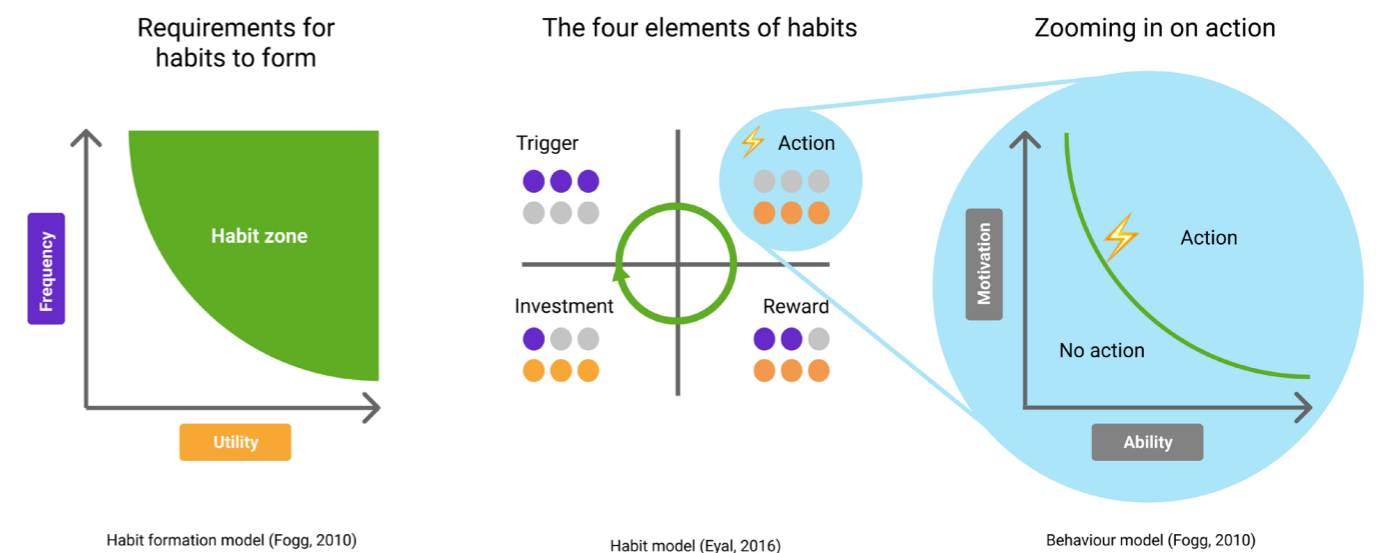 Requirements for
habits to form
Frequency
Habit zone
Utility
Habit formation model (Fogg, 2010)
The four elements of habits
Trigger
Action
Investment
Reward
Habit model (Eyal, 2016)
Zooming in on action
Motivation
Action
No action
Ability
Behaviour model (Fogg, 2010)